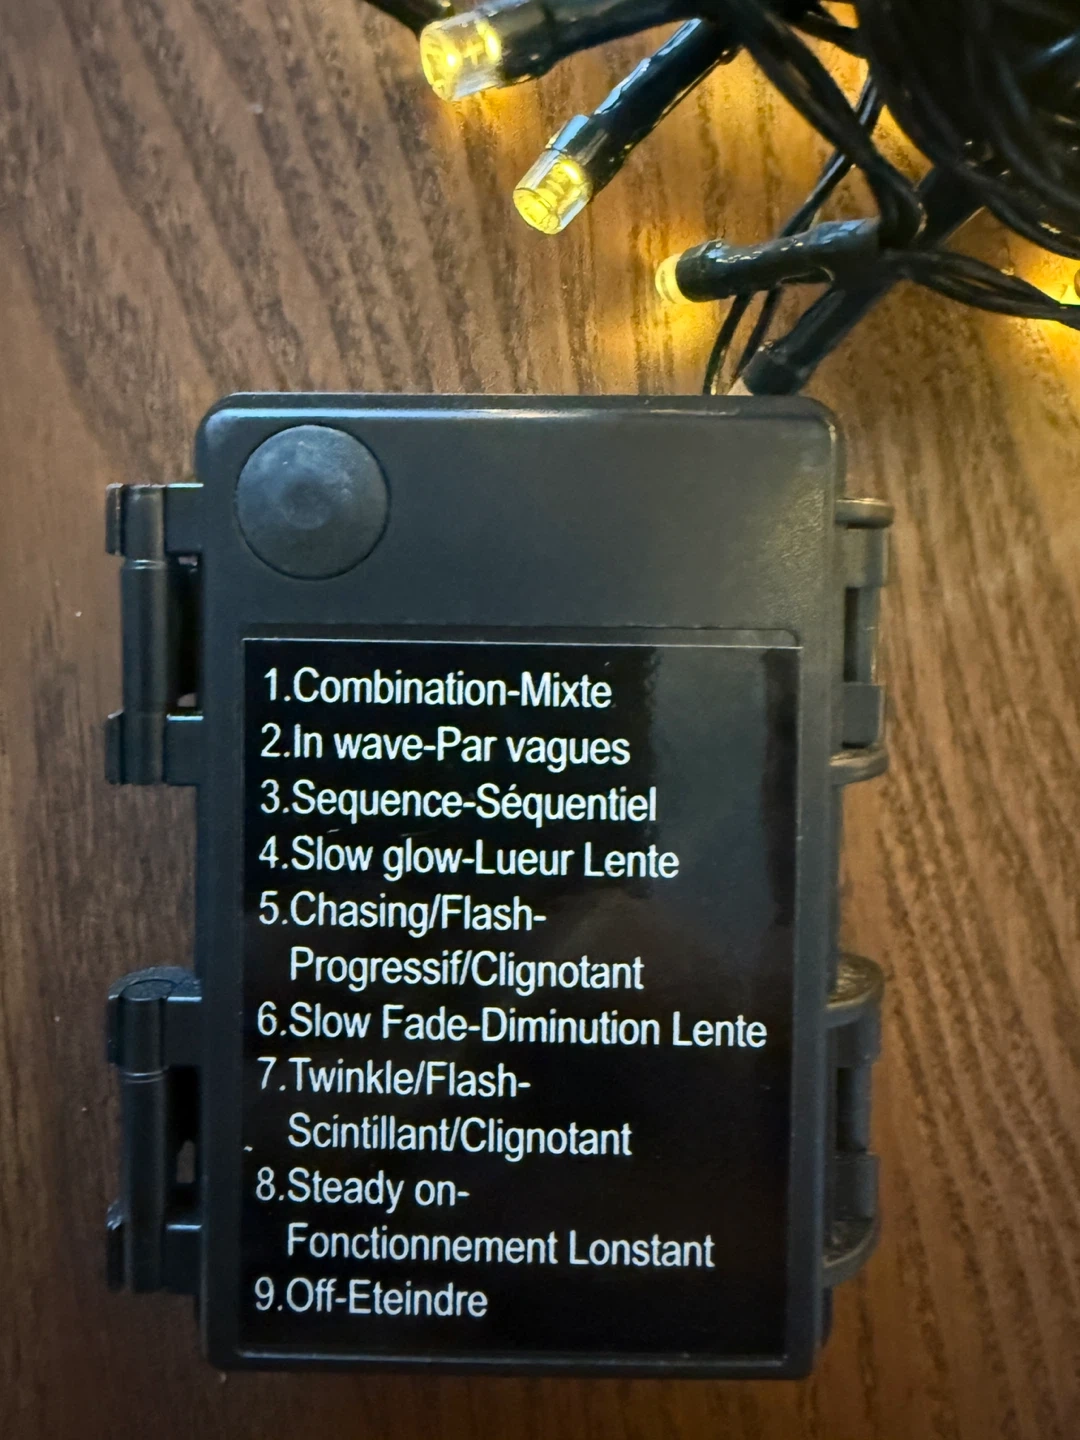 1.Combination-Mixte
2.In wave-Par vagues
3.Sequence-Séquentiel
4.Slow glow-Lueur Lente
5.Chasing/Flash-
Progressif/Clignotant
6.Slow Fade-Diminution Lente
7.Twinkle/Flash-
Scintillant/Clignotant
8.Steady on-
Fonctionnement Lonstant
9.Off-Eteindre